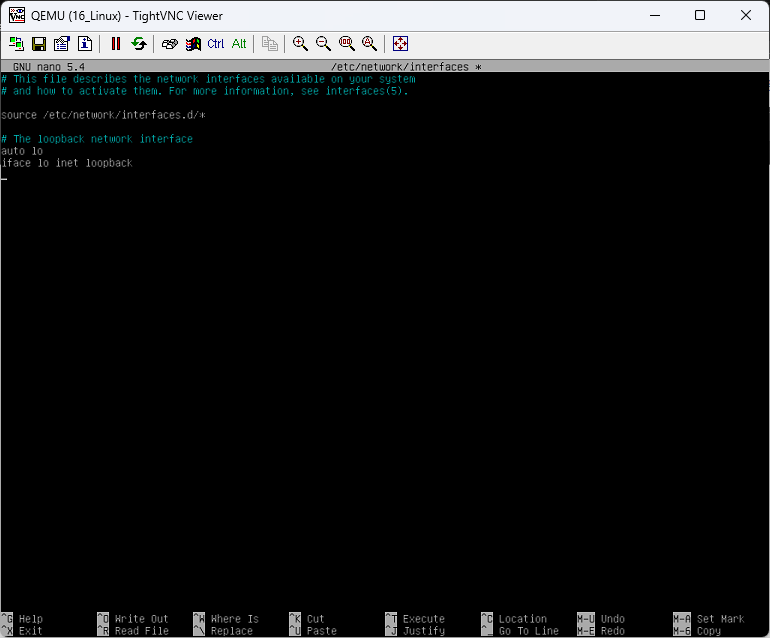 QEMU (16_Linux) - TightVNC Viewer
Ctrl Alt
GNU nano 5.4 /etc/network/interfaces *
# This file describes the network interfaces available on your system
# and how to activate them. For more information, see interfaces(5).
source /etc/network/interfaces.d/*
# The loopback network interface
auto lo
iface lo inet loopback
^G Help ^O Write Out ^W Where Is ^K Cut ^T Execute ^C Location M-U Undo M-A Set Mark
^X Exit ^R Read File ^\ Replace ^U Paste ^J Justify ^_ Go To Line M-E Redo M-6 Copy